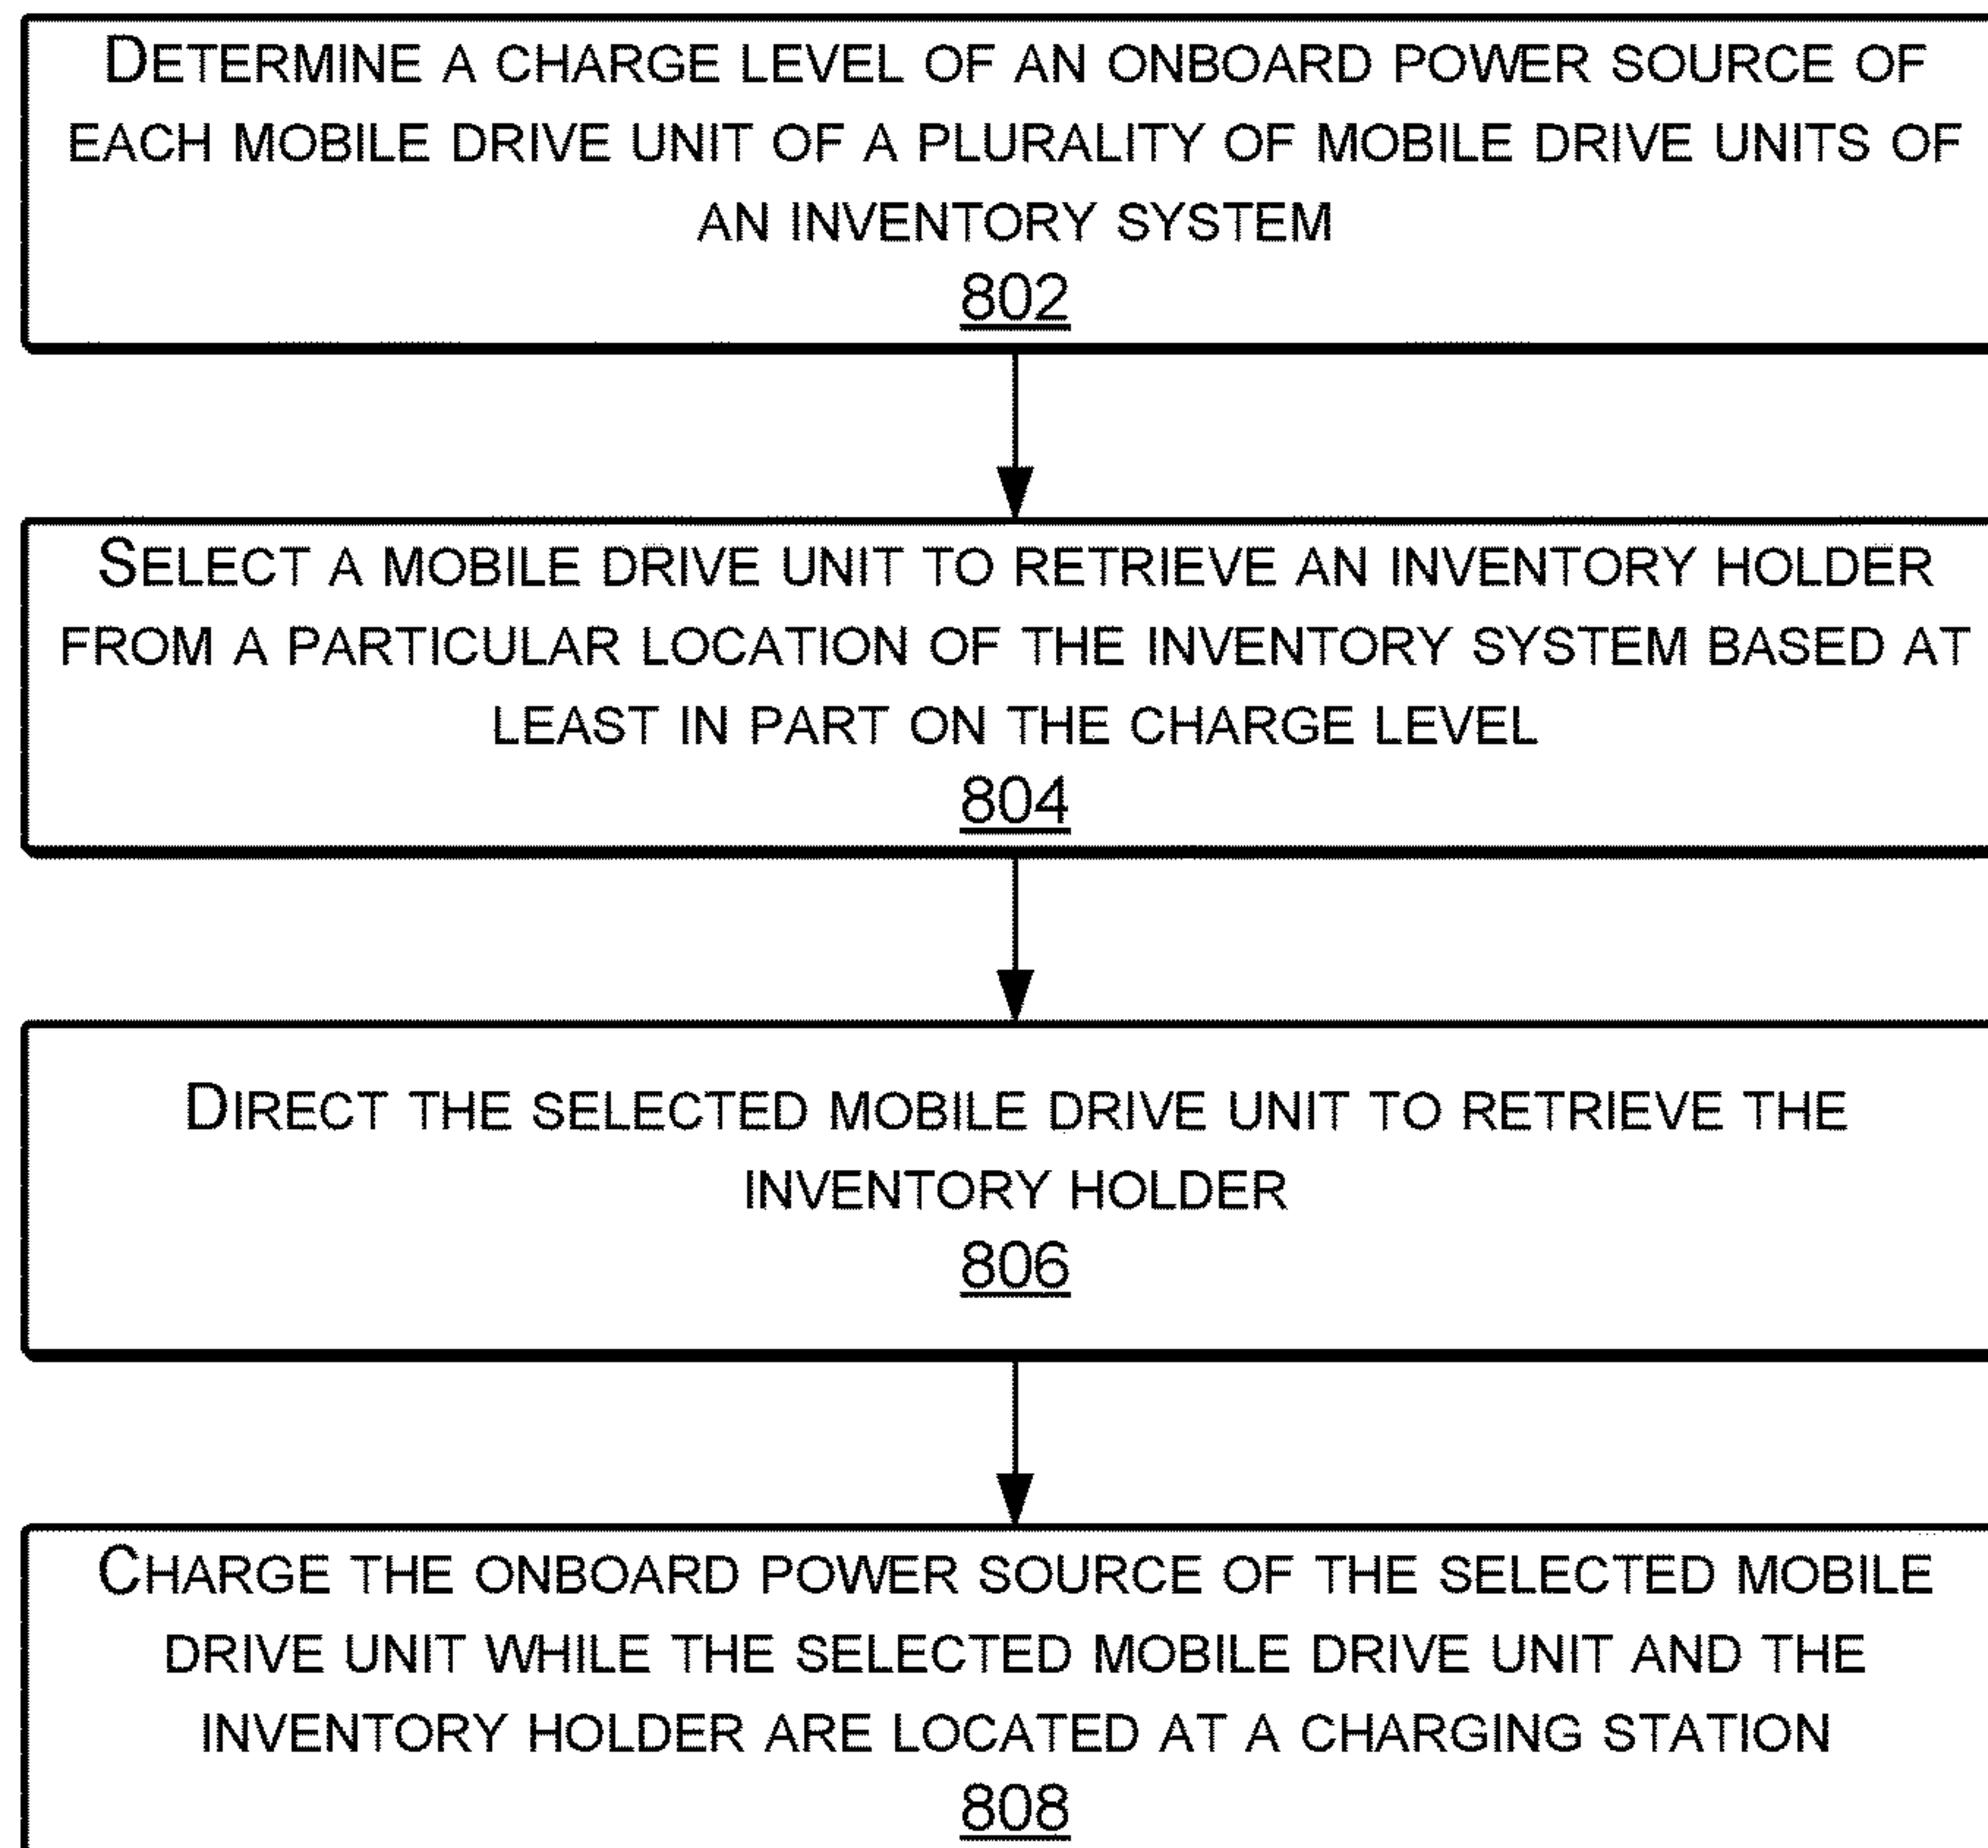 DETERMINE A CHARGE LEVEL OF AN ONBOARD POWER SOURCE OF
EACH MOBILE DRIVE UNIT OF A PLURALITY OF MOBILE DRIVE UNITS OF
AN INVENTORY SYSTEM
802
SELECT A MOBILE DRIVE UNIT TO RETRIEVE AN INVENTORY HOLDER
FROM A PARTICULAR LOCATION OF THE INVENTORY SYSTEM BASED AT
LEAST IN PART ON THE CHARGE LEVEL
804
DIRECT THE SELECTED MOBILE DRIVE UNIT TO RETRIEVE THE
INVENTORY HOLDER
806
CHARGE THE ONBOARD POWER SOURCE OF THE SELECTED MOBILE
DRIVE UNIT WHILE THE SELECTED MOBILE DRIVE UNIT AND THE
INVENTORY HOLDER ARE LOCATED AT A CHARGING STATION
808